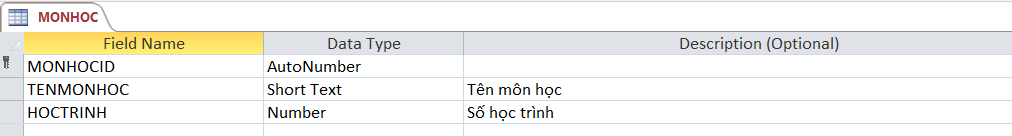 MONHOC
Field Name Data Type Description (Optional)
MONHOCID AutoNumber
TENMONHOC Short Text Tên môn học
HOCTRINH Number Số học trình